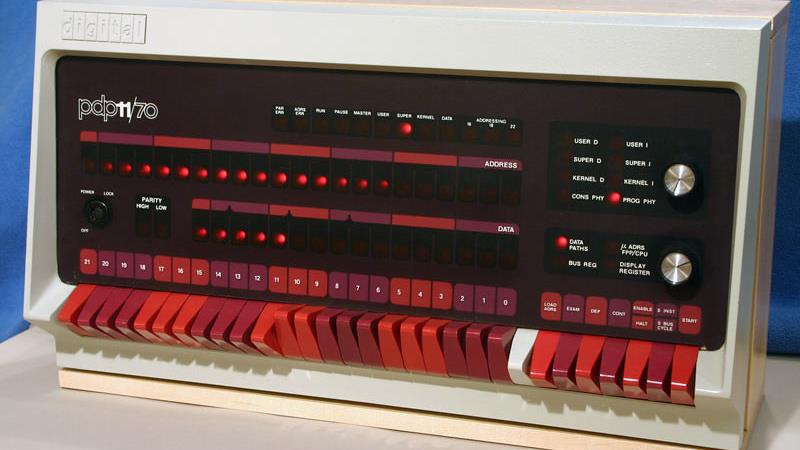 digital
pdp11/70
PAR ERR ADRS ERR RUN PAUSE MASTER USER SUPER KERNEL DATA 16 ADDRESSING 18 22
ADDRESS
USER D USER I
SUPER D SUPER I
KERNEL D KERNEL I
CONS PHY PROG PHY
POWER LOCK
OFF
PARITY
HIGH LOW
DATA
DATA PATHS μ ADRS FPP/CPU
BUS REG DISPLAY REGISTER
21 20 19 18 17 16 15 14 13 12 11 10 9 8 7 6 5 4 3 2 1 0
LOAD ADRS EXAM DEP CONT ENABLE HALT S INST S BUS CYCLE START